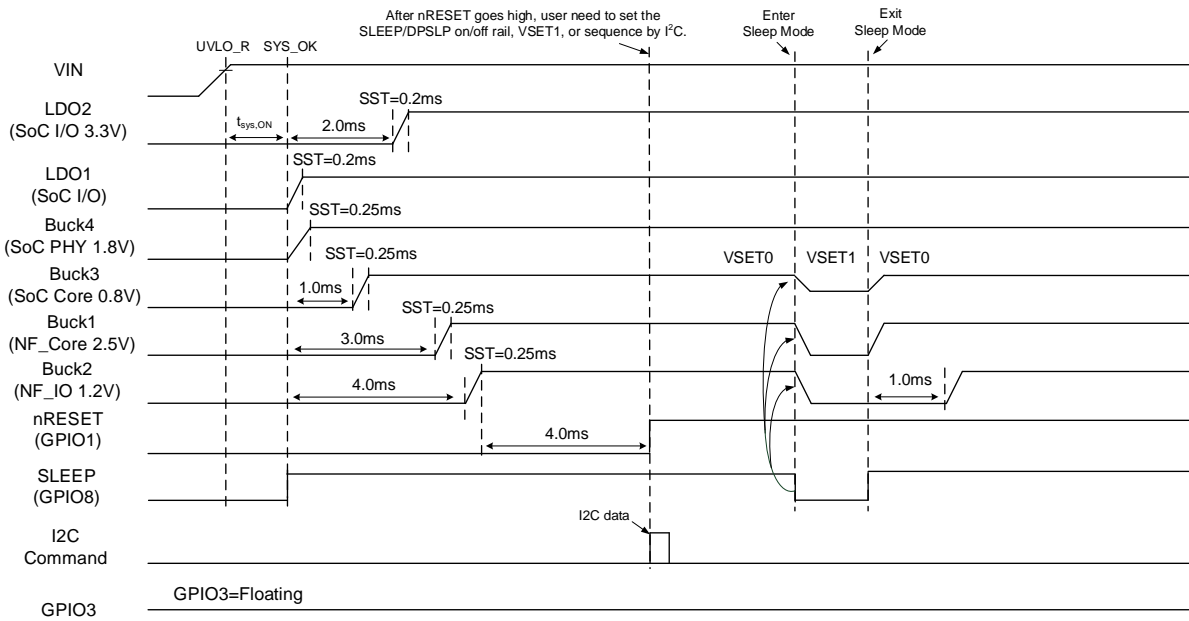 After nRESET goes high, user need to set the
SLEEP/DPSLP on/off rail, VSET1, or sequence by I²C.
Enter
Sleep Mode
Exit
Sleep Mode
UVLO_R SYS_OK
VIN
LDO2
(SoC I/O 3.3V)
tsys,ON
2.0ms
SST=0.2ms
LDO1
(SoC I/O)
SST=0.2ms
Buck4
(SoC PHY 1.8V)
SST=0.25ms
Buck3
(SoC Core 0.8V)
1.0ms
SST=0.25ms
VSET0 VSET1 VSET0
Buck1
(NF_Core 2.5V)
3.0ms
SST=0.25ms
Buck2
(NF_IO 1.2V)
4.0ms
SST=0.25ms
1.0ms
nRESET
(GPIO1)
4.0ms
SLEEP
(GPIO8)
I2C
Command
I2C data
GPIO3
GPIO3=Floating